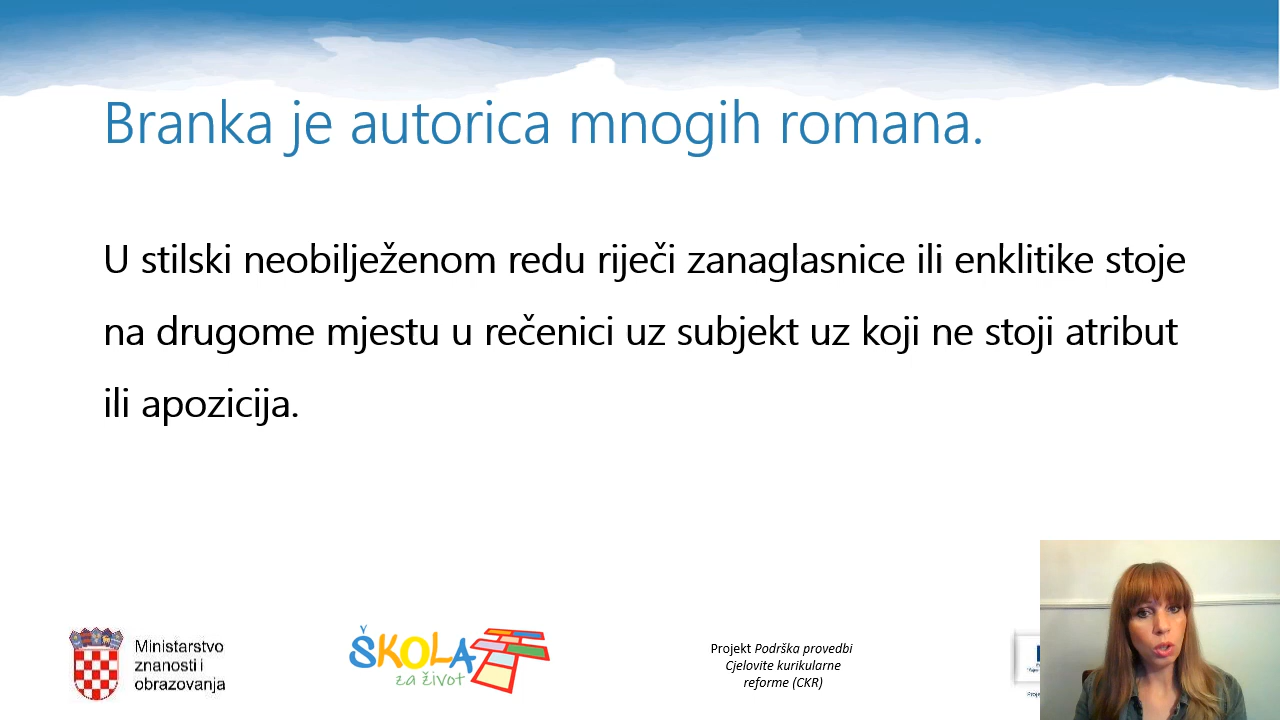 Branka je autorica mnogih romana.
U stilski neobilježenom redu riječi zanaglasnice ili enklitike stoje
na drugome mjestu u rečenici uz subjekt uz koji ne stoji atribut
ili apozicija.
Ministarstvo
znanosti i
obrazovanja
ŠKOLA
za život
Projekt Podrška provedbi
Cjelovite kurikularne
reforme (CKR)